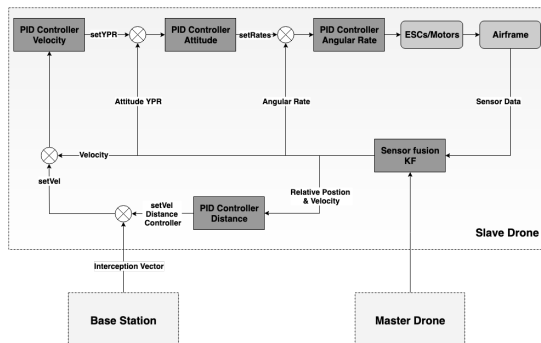 PID Controller
Velocity
setYPR
PID Controller
Attitude
setRates
PID Controller
Angular Rate
ESCs/Motors
Airframe
Attitude YPR
Angular Rate
Sensor Data
Velocity
Sensor fusion
KF
setVel
Relative Postion
& Velocity
setVel
Distance
Controller
PID Controller
Distance
Slave Drone
Interception Vector
Base Station
Master Drone